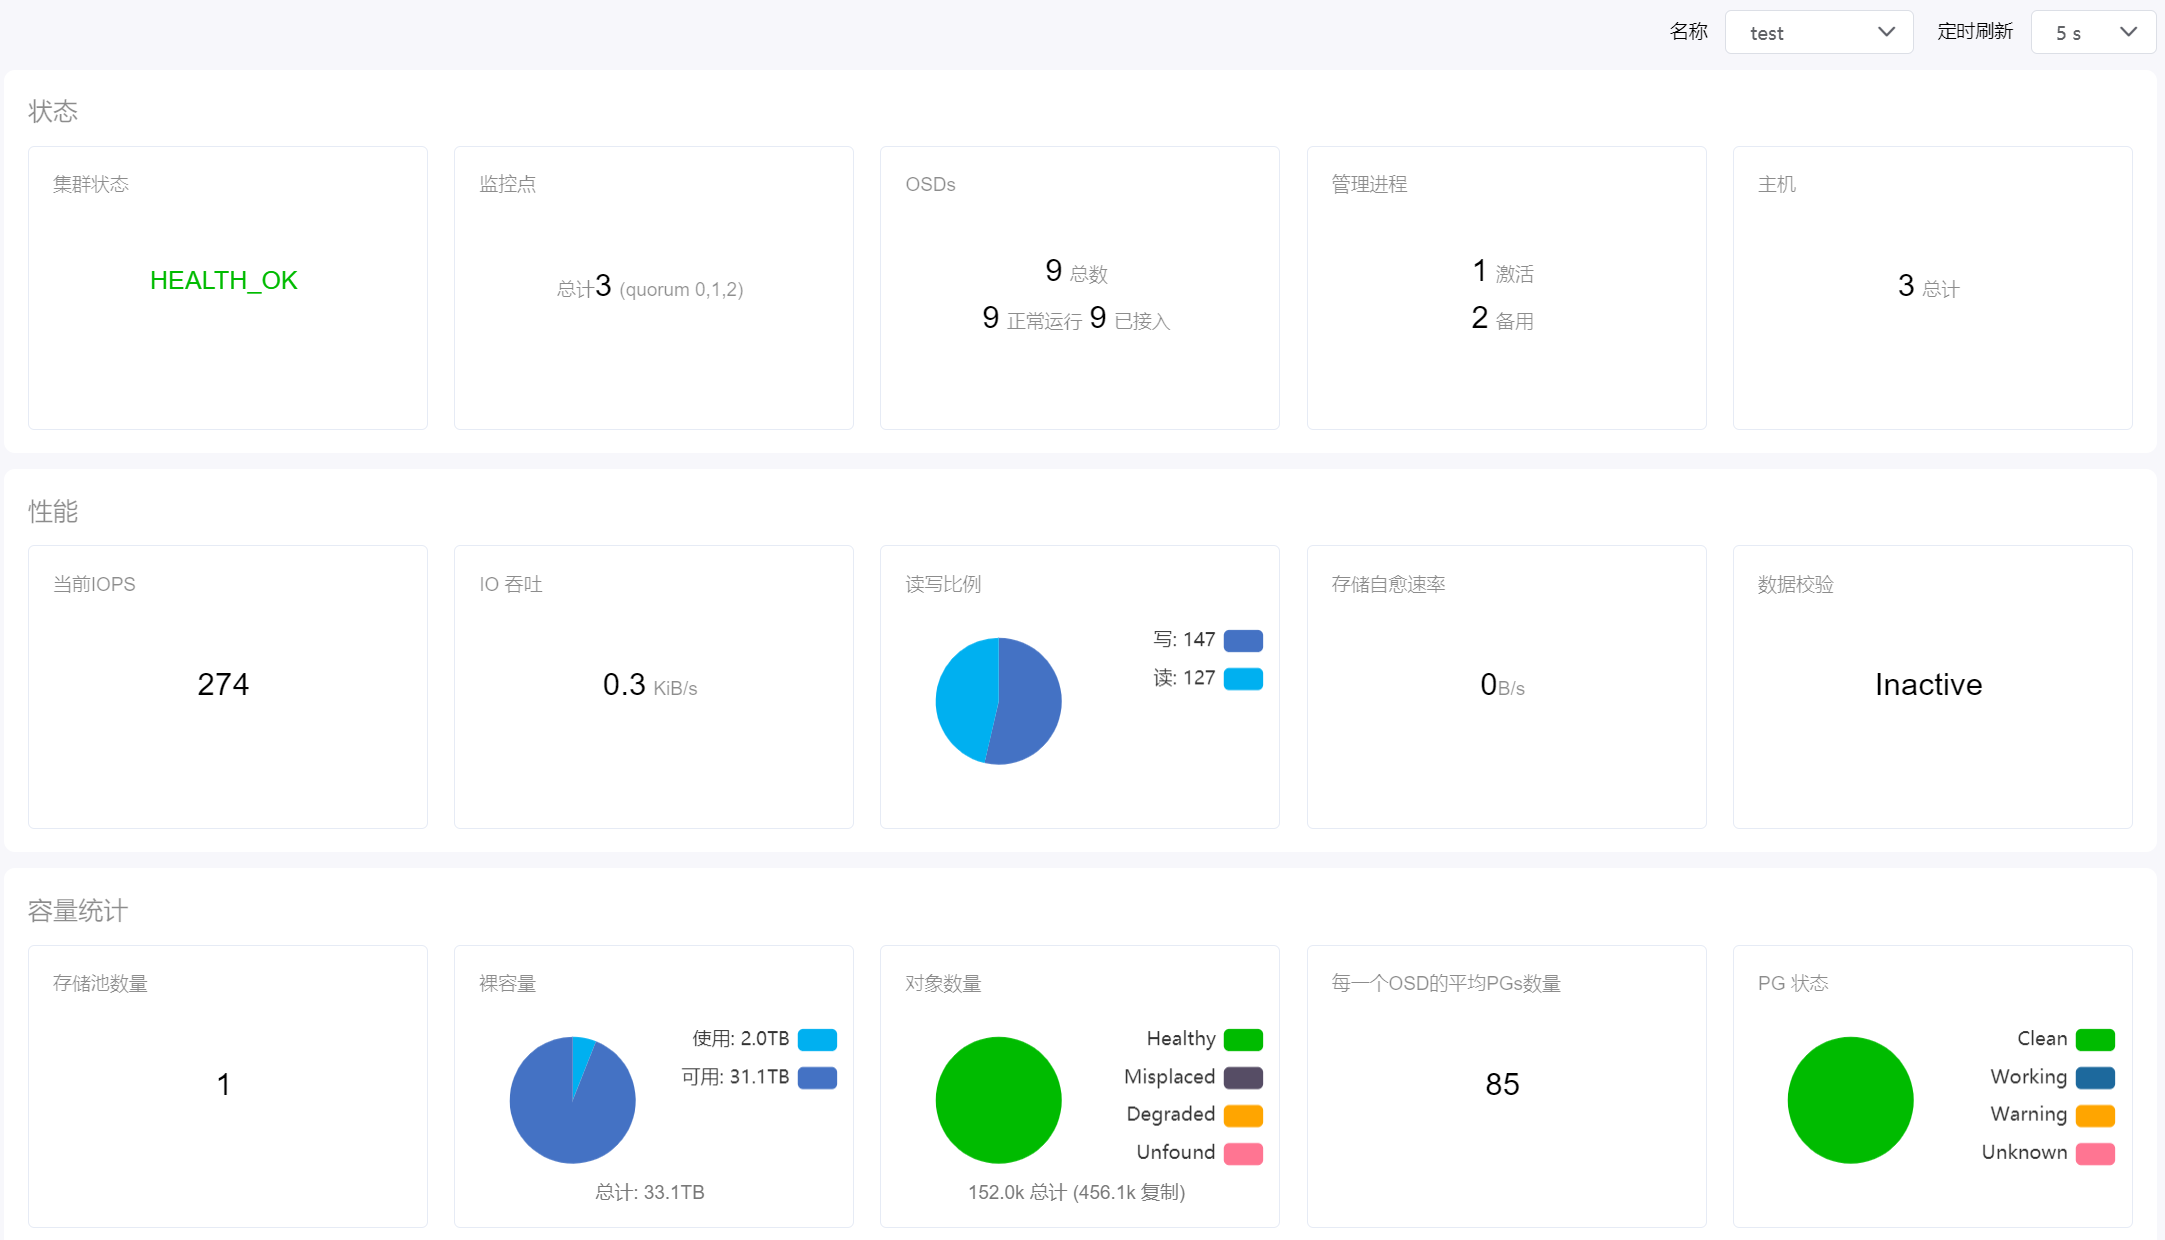 名称 test 定时刷新 5 s
状态
集群状态
HEALTH_OK
监控点
总计3 (quorum 0,1,2)
OSDs
9 总数
9 正常运行 9 已接入
管理进程
1 激活
2 备用
主机
3 总计
性能
当前IOPS
274
IO 吞吐
0.3 KiB/s
读写比例
写: 147
读: 127
存储自愈速率
0B/s
数据校验
Inactive
容量统计
存储池数量
1
裸容量
使用: 2.0TB
可用: 31.1TB
总计: 33.1TB
对象数量
Healthy
Misplaced
Degraded
Unfound
152.0k 总计 (456.1k 复制)
每一个OSD的平均PGs数量
85
PG 状态
Clean
Working
Warning
Unknown